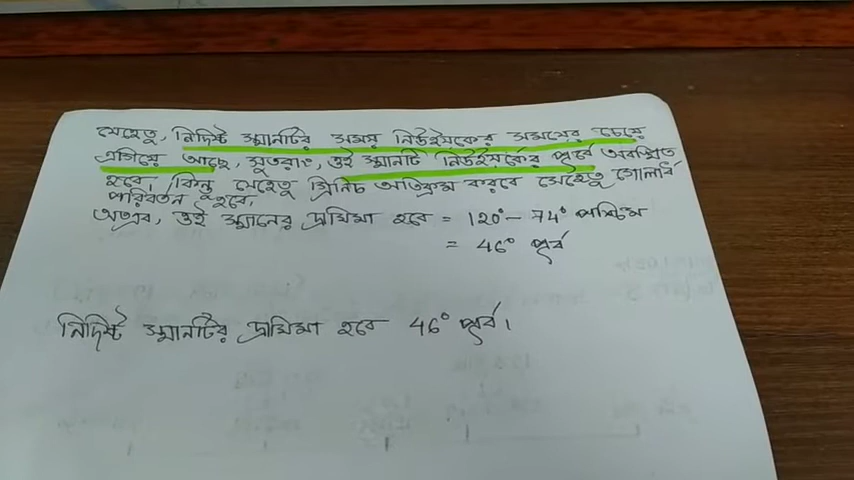 যেহেতু, নির্দিষ্ট স্থানটির সময় নিউইয়র্কের সময়ের চেয়ে
এগিয়ে আছে, সুতরাং, ওই স্থানটি নিউইয়র্কের পূর্বে অবস্থিত
হবে। কিন্তু যেহেতু গ্রিনিচ অতিক্রম করবে সেহেতু গোলার্ধ
পরিবর্তন হবে,
অতএব, ওই স্থানের দ্রাঘিমা হবে = 120° - 74° পশ্চিম
= 46° পূর্ব
নির্দিষ্ট স্থানটির দ্রাঘিমা হবে 46° পূর্ব।